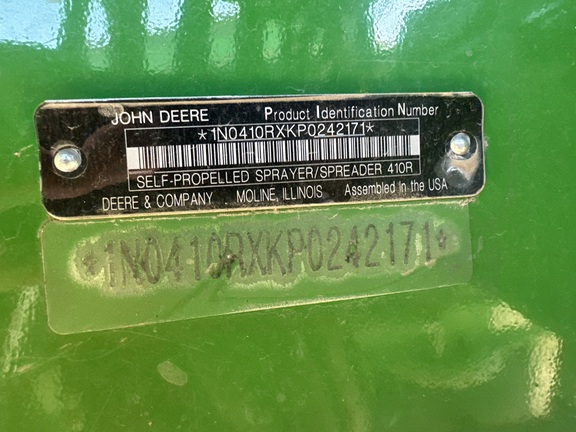 JOHN DEERE Product Identification Number
*1N0410RXKP0242171*
SELF-PROPELLED SPRAYER/SPREADER 410R
DEERE & COMPANY MOLINE, ILLINOIS Assembled in the USA
*1N0410RXKP0242171*